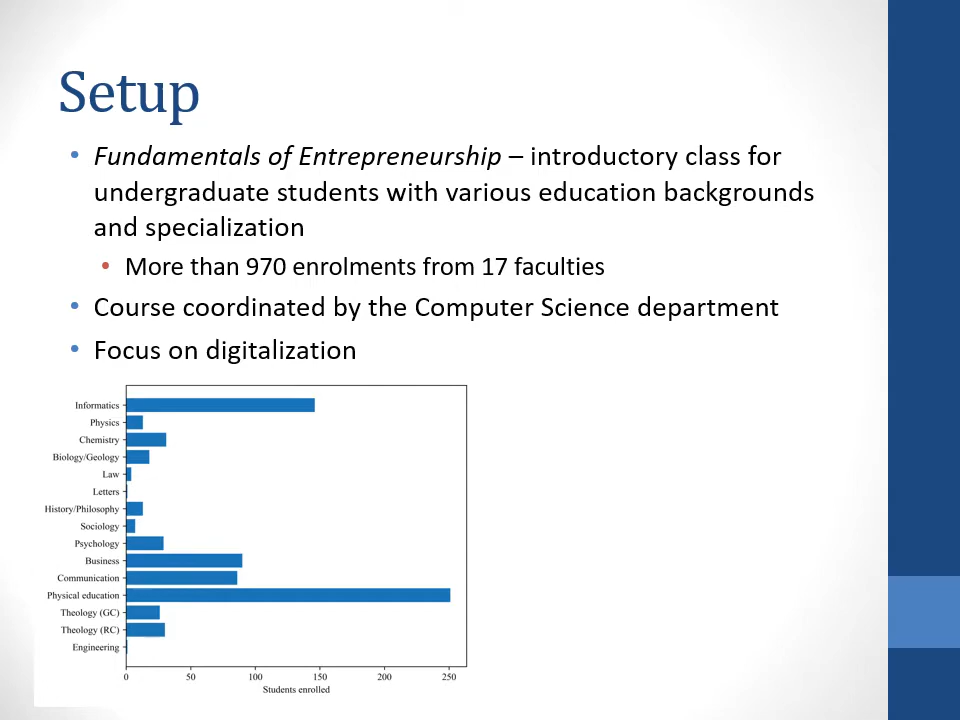 Setup
• Fundamentals of Entrepreneurship – introductory class for
undergraduate students with various education backgrounds
and specialization
• More than 970 enrolments from 17 faculties
• Course coordinated by the Computer Science department
• Focus on digitalization
Informatics
Physics
Chemistry
Biology/Geology
Law
Letters
History/Philosophy
Sociology
Psychology
Business
Communication
Physical education
Theology (GC)
Theology (RC)
Engineering
0 50 100 150 200 250
Students enrolled